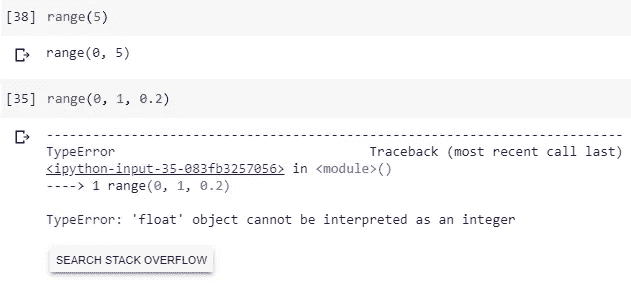 [38] range(5)
range(0, 5)
[35] range(0, 1, 0.2)
---------------------------------------------------------------------------
TypeError Traceback (most recent call last)
<ipython-input-35-083fb3257056> in <module>()
----> 1 range(0, 1, 0.2)
TypeError: 'float' object cannot be interpreted as an integer
SEARCH STACK OVERFLOW